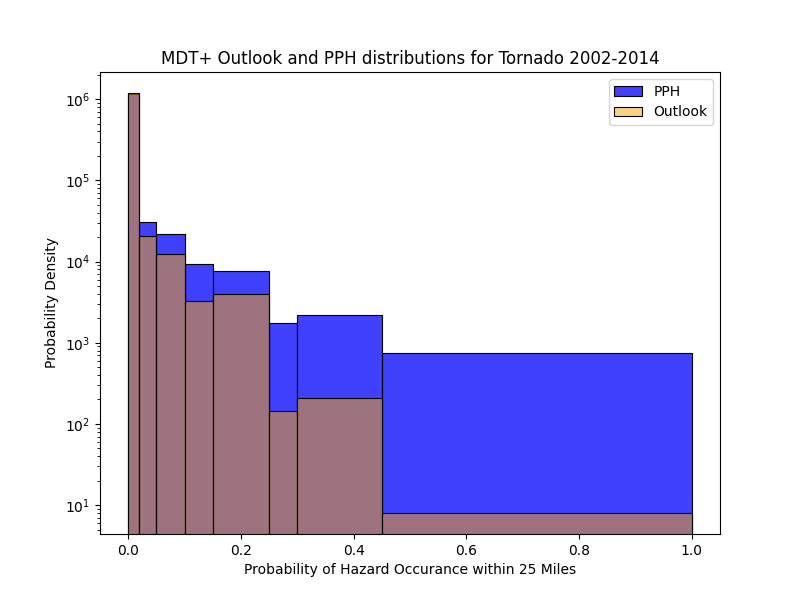 MDT+ Outlook and PPH distributions for Tornado 2002-2014
PPH
Outlook
Probability Density
10^6
10^5
10^4
10^3
10^2
10^1
0.0 0.2 0.4 0.6 0.8 1.0
Probability of Hazard Occurance within 25 Miles